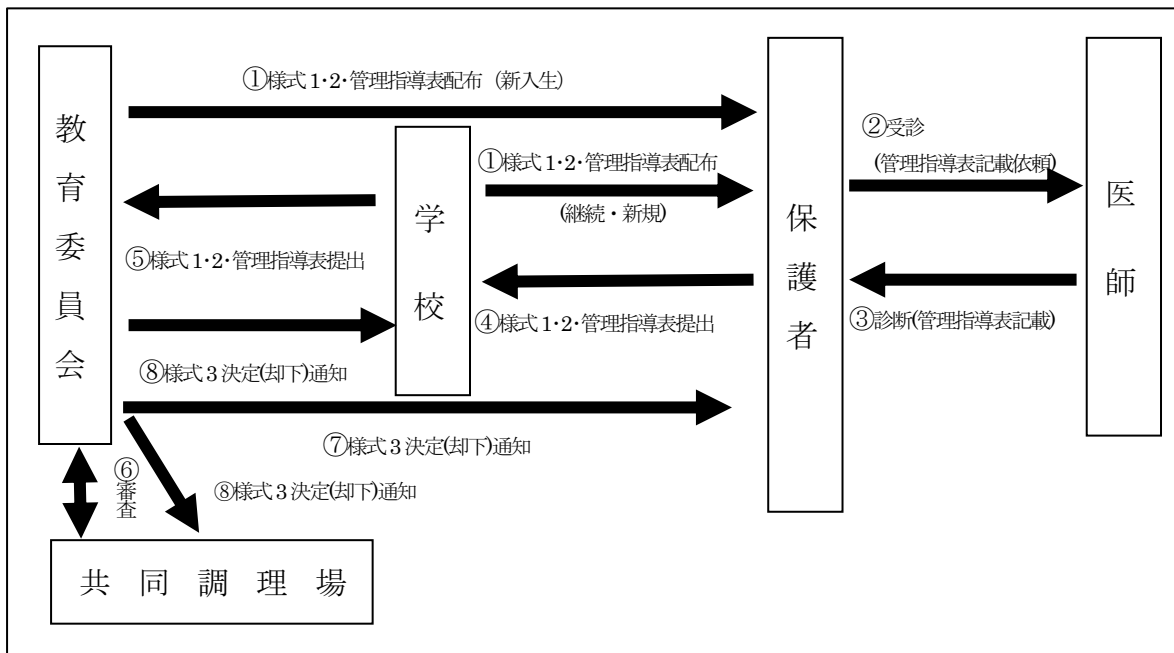 ①様式1・2・管理指導表配布 (新入生)
教育委員会
学校
①様式1・2・管理指導表配布
(継続・新規)
保護者
②受診
(管理指導表記載依頼)
医師
⑤様式1・2・管理指導表提出
④様式1・2・管理指導表提出
③診断(管理指導表記載)
⑧様式3決定(却下)通知
⑦様式3決定(却下)通知
⑥審査
⑧様式3決定(却下)通知
共同調理場